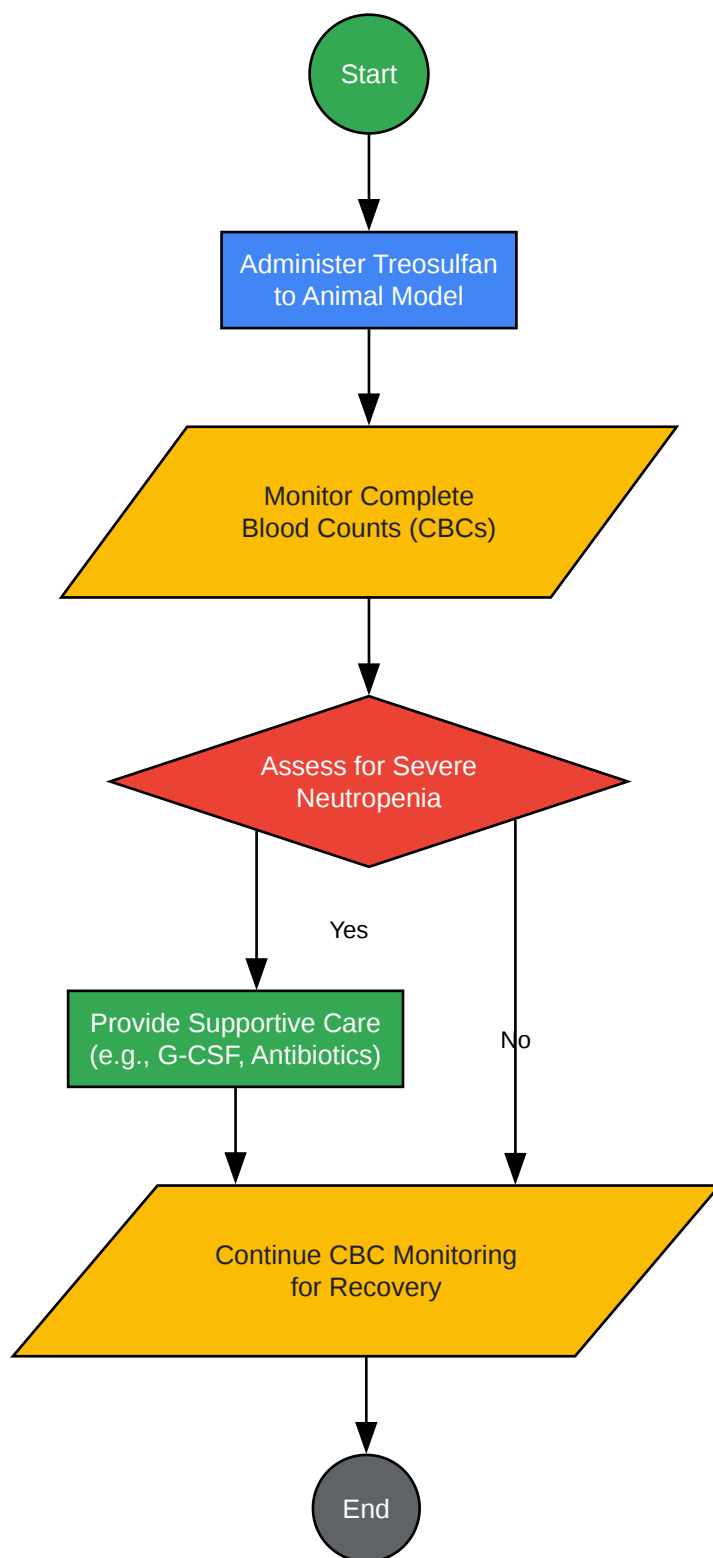 Start
Administer Treosulfan
to Animal Model
Monitor Complete
Blood Counts (CBCs)
Assess for Severe
Neutropenia
Yes
Provide Supportive Care
(e.g., G-CSF, Antibiotics)
No
Continue CBC Monitoring
for Recovery
End